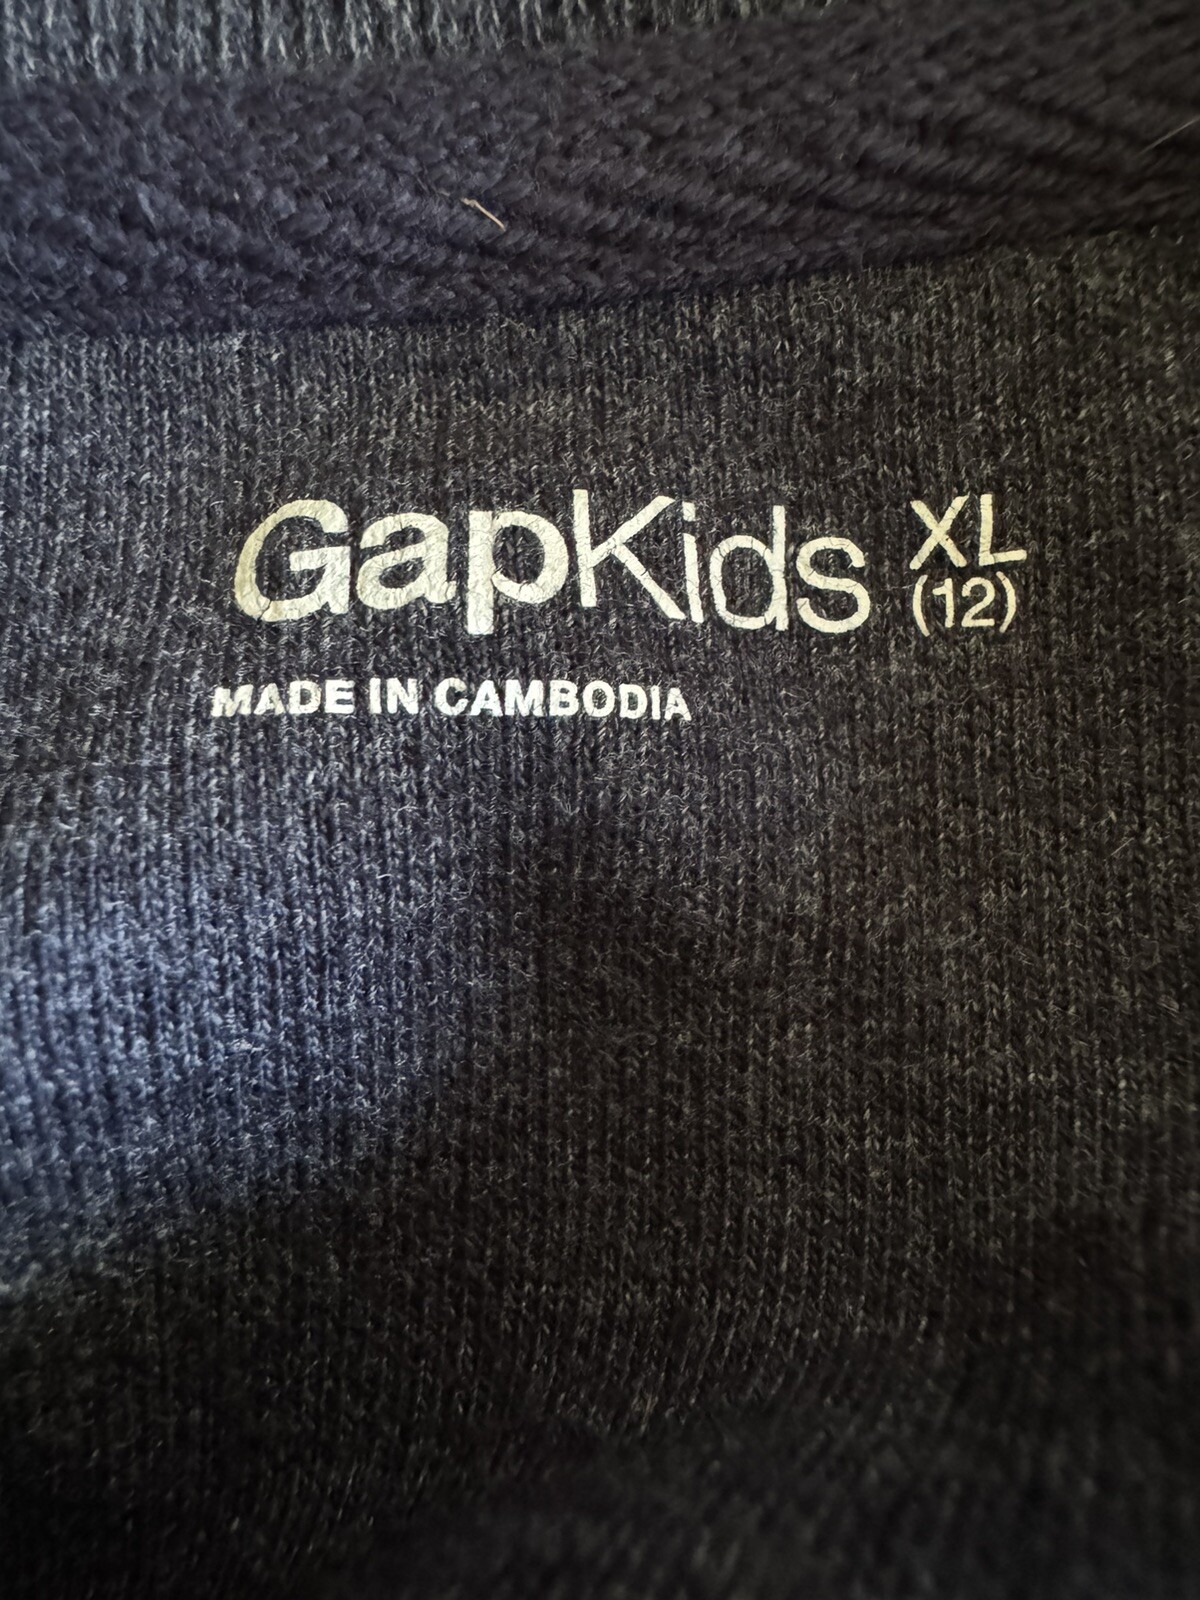 GapKids XL
(12)
MADE IN CAMBODIA